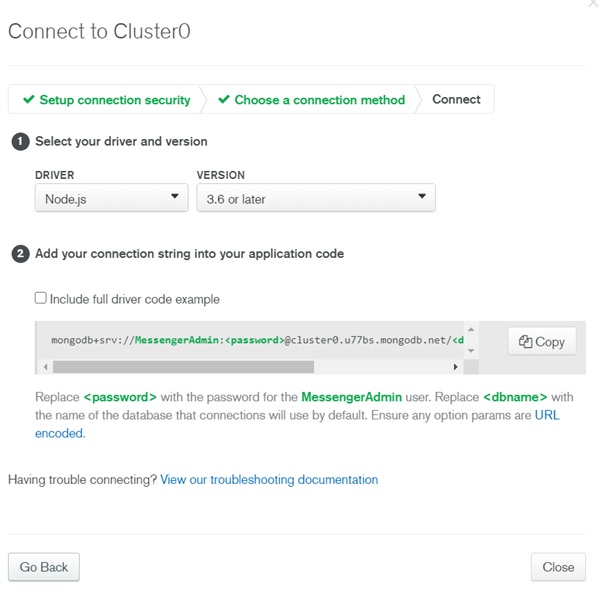 Connect to Cluster0
Setup connection security
Choose a connection method
Connect
1 Select your driver and version
DRIVER
VERSION
Node.js
3.6 or later
2 Add your connection string into your application code
Include full driver code example
mongodb+srv://MessengerAdmin:<password>@cluster0.u77bs.mongodb.net/<d
Copy
Replace <password> with the password for the MessengerAdmin user. Replace <dbname> with
the name of the database that connections will use by default. Ensure any option params are URL
encoded.
Having trouble connecting? View our troubleshooting documentation
Go Back
Close